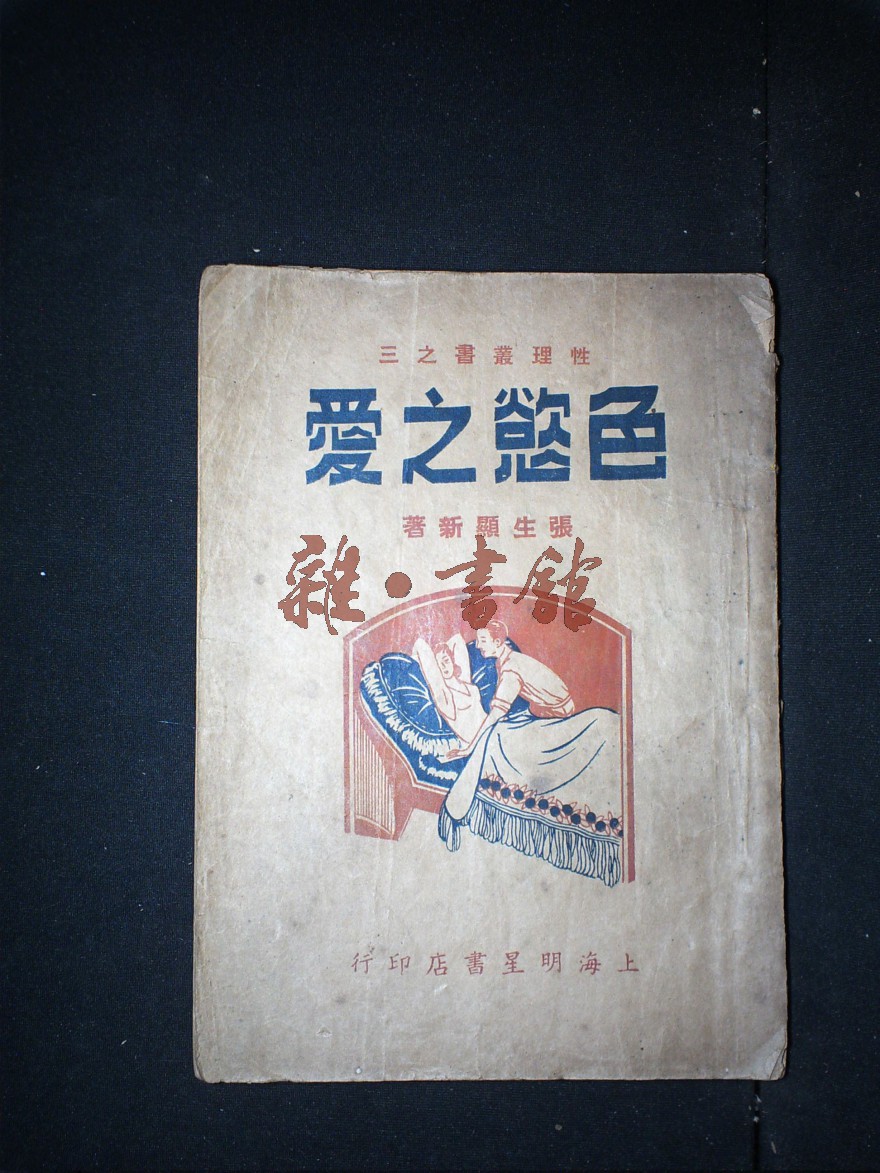 性理叢書之三
色慾之愛
張生顯新著
雜·書館
上海明星書店印行